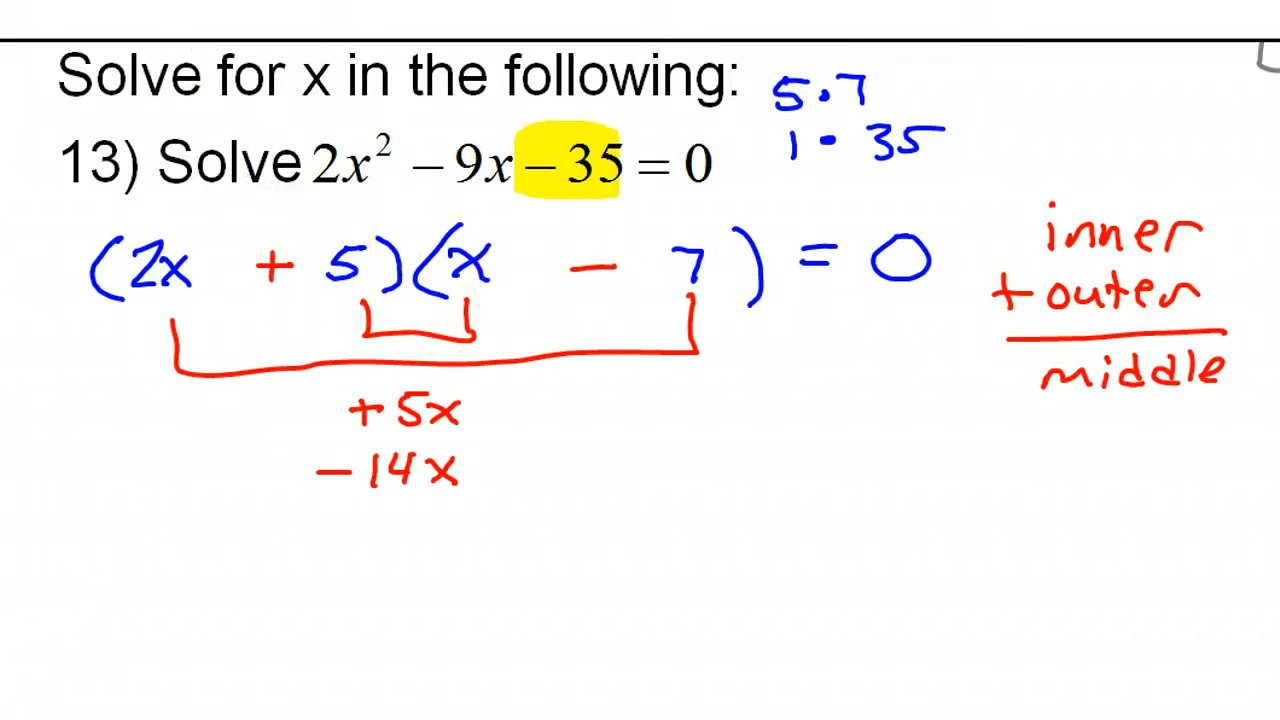 Solve for x in the following:
5 · 7
1 · 35
13) Solve 2x² − 9x − 35 = 0
(2x + 5)(x − 7) = 0
inner
+ outer
middle
+ 5x
− 14x